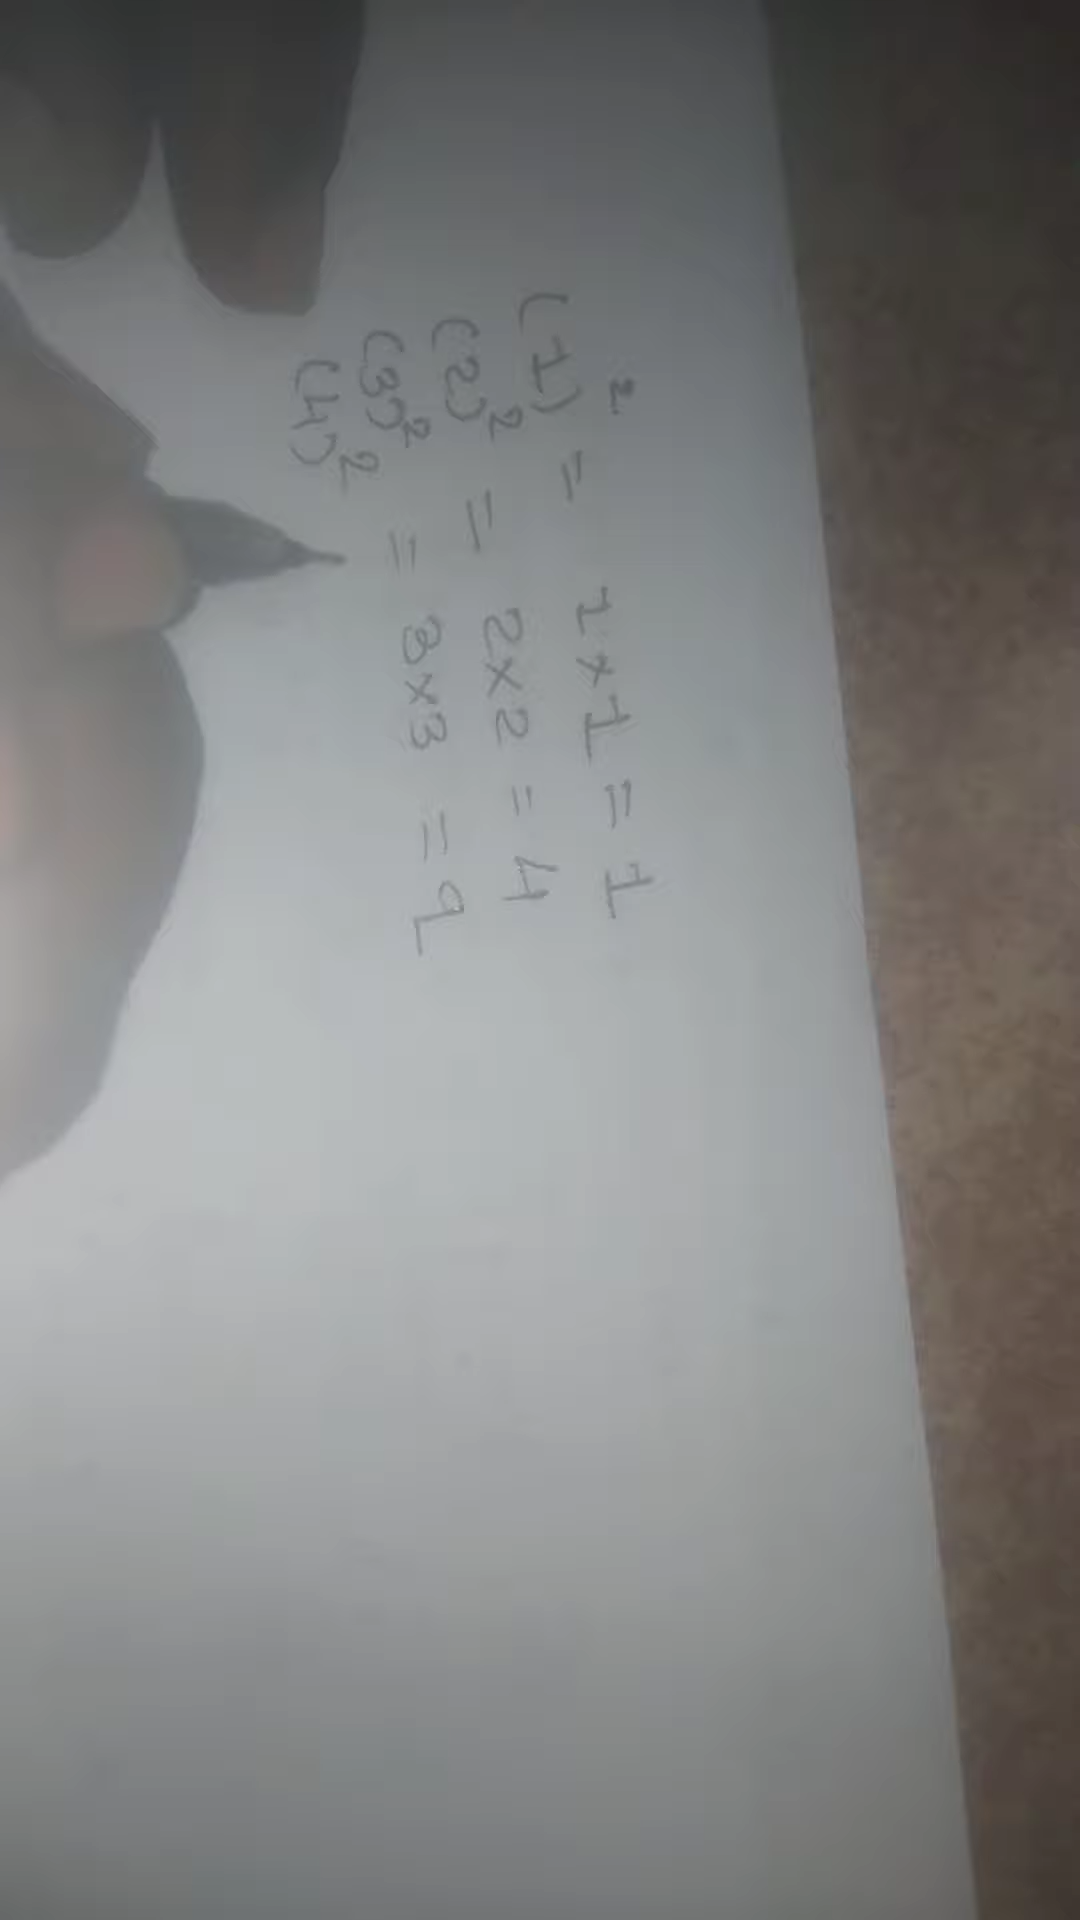 (1)² = 1×1 = 1
(2)² = 2×2 = 4
(3)² = 3×3 = 9
(4)²